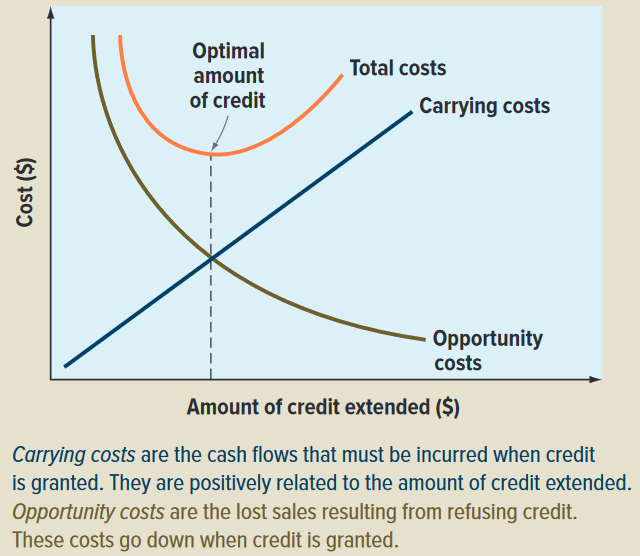 Optimal
amount
of credit
Total costs
Carrying costs
Cost ($)
Opportunity
costs
Amount of credit extended ($)
Carrying costs are the cash flows that must be incurred when credit
is granted. They are positively related to the amount of credit extended.
Opportunity costs are the lost sales resulting from refusing credit.
These costs go down when credit is granted.